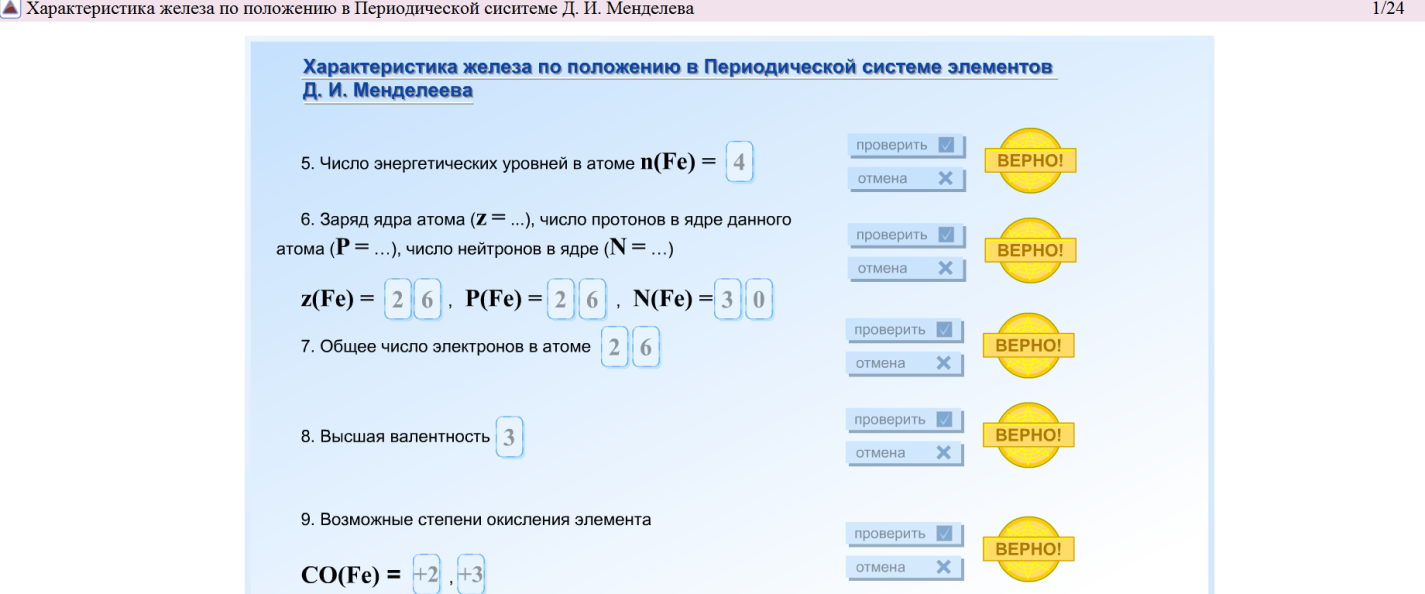 Характеристика железа по положению в Периодической сиситеме Д. И. Менделева 1/24
Характеристика железа по положению в Периодической системе элементов
Д. И. Менделеева
5. Число энергетических уровней в атоме n(Fe) = 4
проверить
отмена
ВЕРНО!
6. Заряд ядра атома (z = ...), число протонов в ядре данного
атома (P = ...), число нейтронов в ядре (N = ...)
проверить
отмена
ВЕРНО!
z(Fe) = 2 6 , P(Fe) = 2 6 , N(Fe) = 3 0
7. Общее число электронов в атоме 2 6
проверить
отмена
ВЕРНО!
8. Высшая валентность 3
проверить
отмена
ВЕРНО!
9. Возможные степени окисления элемента
проверить
отмена
ВЕРНО!
СО(Fe) = +2 , +3